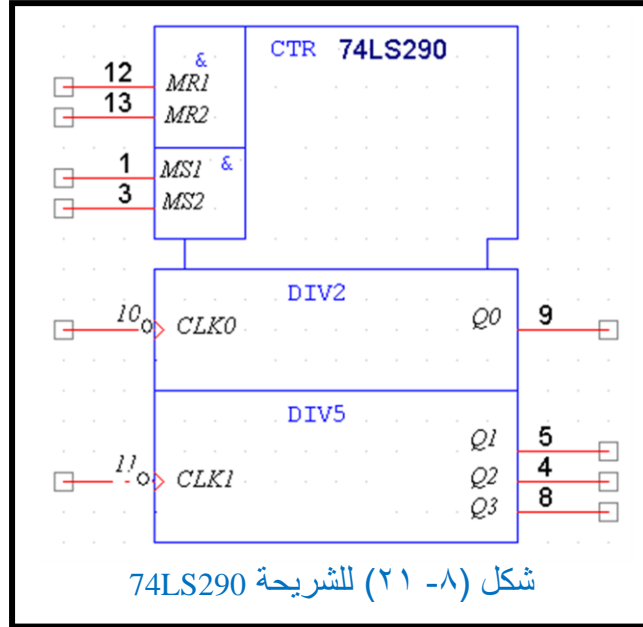 CTR 74LS290
&
12 MR1
13 MR2
1 MS1 &
3 MS2
DIV2
10 CLK0 Q0 9
DIV5
Q1 5
11 CLK1 Q2 4
Q3 8
شكل (٨- ٢١) للشريحة 74LS290